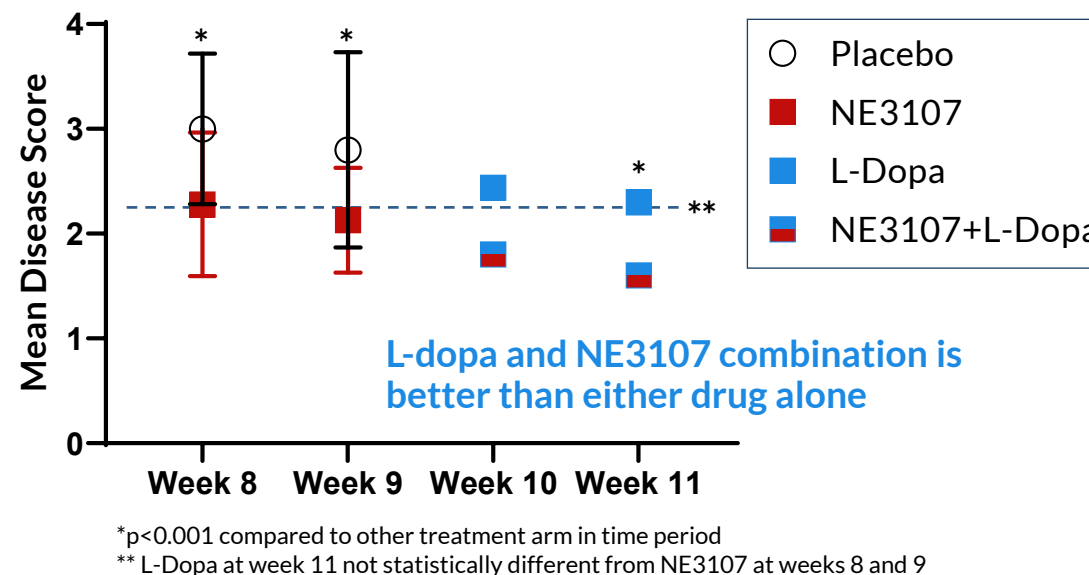 4
*
*
Placebo
NE3107
L-Dopa
NE3107+L-Dopa
3
*
**
2
1
0
Mean Disease Score
L-dopa and NE3107 combination is
better than either drug alone
Week 8 Week 9 Week 10 Week 11
*p<0.001 compared to other treatment arm in time period
** L-Dopa at week 11 not statistically different from NE3107 at weeks 8 and 9